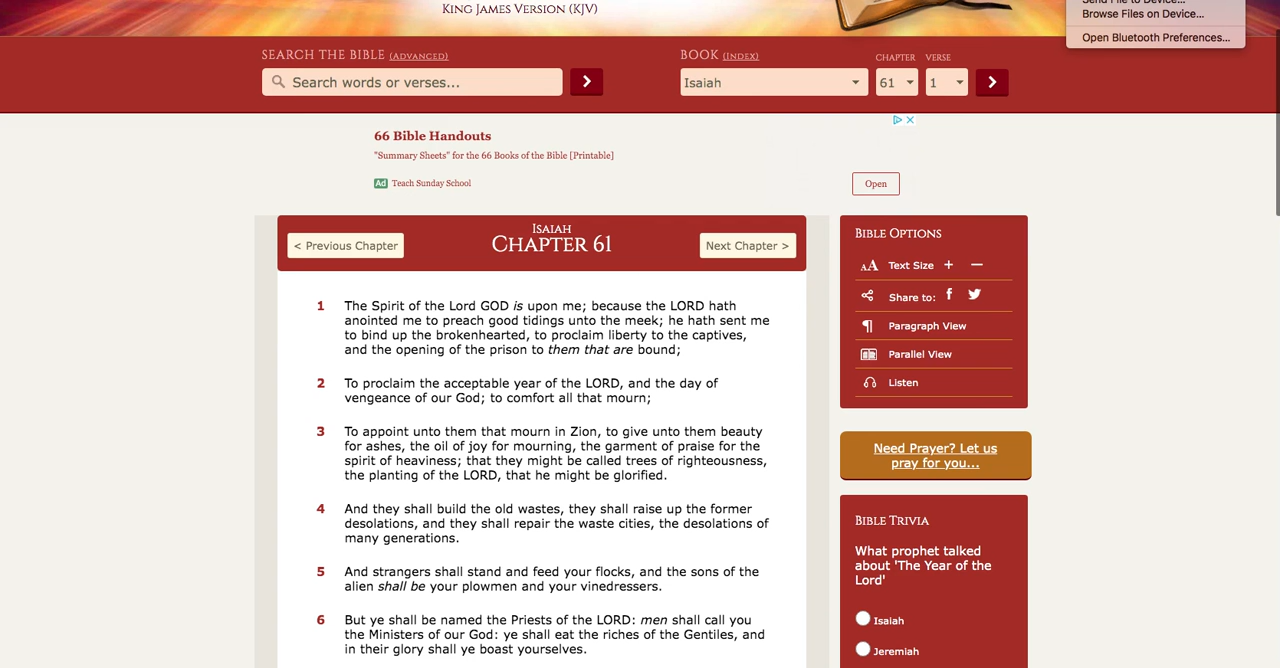 King James Version (KJV)
Send File to Device...
Browse Files on Device...
Open Bluetooth Preferences...
Search the Bible (Advanced)
Search words or verses...
Book (Index)
Chapter
Verse
Isaiah
61
1
66 Bible Handouts
"Summary Sheets" for the 66 Books of the Bible [Printable]
Ad Teach Sunday School
Open
Isaiah
< Previous Chapter
Chapter 61
Next Chapter >
1 The Spirit of the Lord GOD is upon me; because the LORD hath
anointed me to preach good tidings unto the meek; he hath sent me
to bind up the brokenhearted, to proclaim liberty to the captives,
and the opening of the prison to them that are bound;
2 To proclaim the acceptable year of the LORD, and the day of
vengeance of our God; to comfort all that mourn;
3 To appoint unto them that mourn in Zion, to give unto them beauty
for ashes, the oil of joy for mourning, the garment of praise for the
spirit of heaviness; that they might be called trees of righteousness,
the planting of the LORD, that he might be glorified.
4 And they shall build the old wastes, they shall raise up the former
desolations, and they shall repair the waste cities, the desolations of
many generations.
5 And strangers shall stand and feed your flocks, and the sons of the
alien shall be your plowmen and your vinedressers.
6 But ye shall be named the Priests of the LORD: men shall call you
the Ministers of our God: ye shall eat the riches of the Gentiles, and
in their glory shall ye boast yourselves.
Bible Options
AA Text Size + −
Share to:
Paragraph View
Parallel View
Listen
Need Prayer? Let us
pray for you...
Bible Trivia
What prophet talked
about 'The Year of the
Lord'
Isaiah
Jeremiah